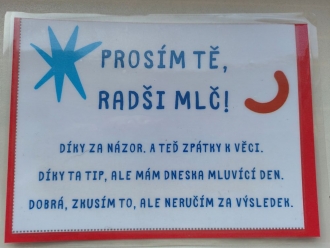 PROSÍM TĚ,
RADŠI MLČ!
DÍKY ZA NÁZOR. A TEĎ ZPÁTKY K VĚCI.
DÍKY TA TIP, ALE MÁM DNESKA MLUVÍCÍ DEN.
DOBRÁ, ZKUSÍM TO, ALE NERUČÍM ZA VÝSLEDEK.